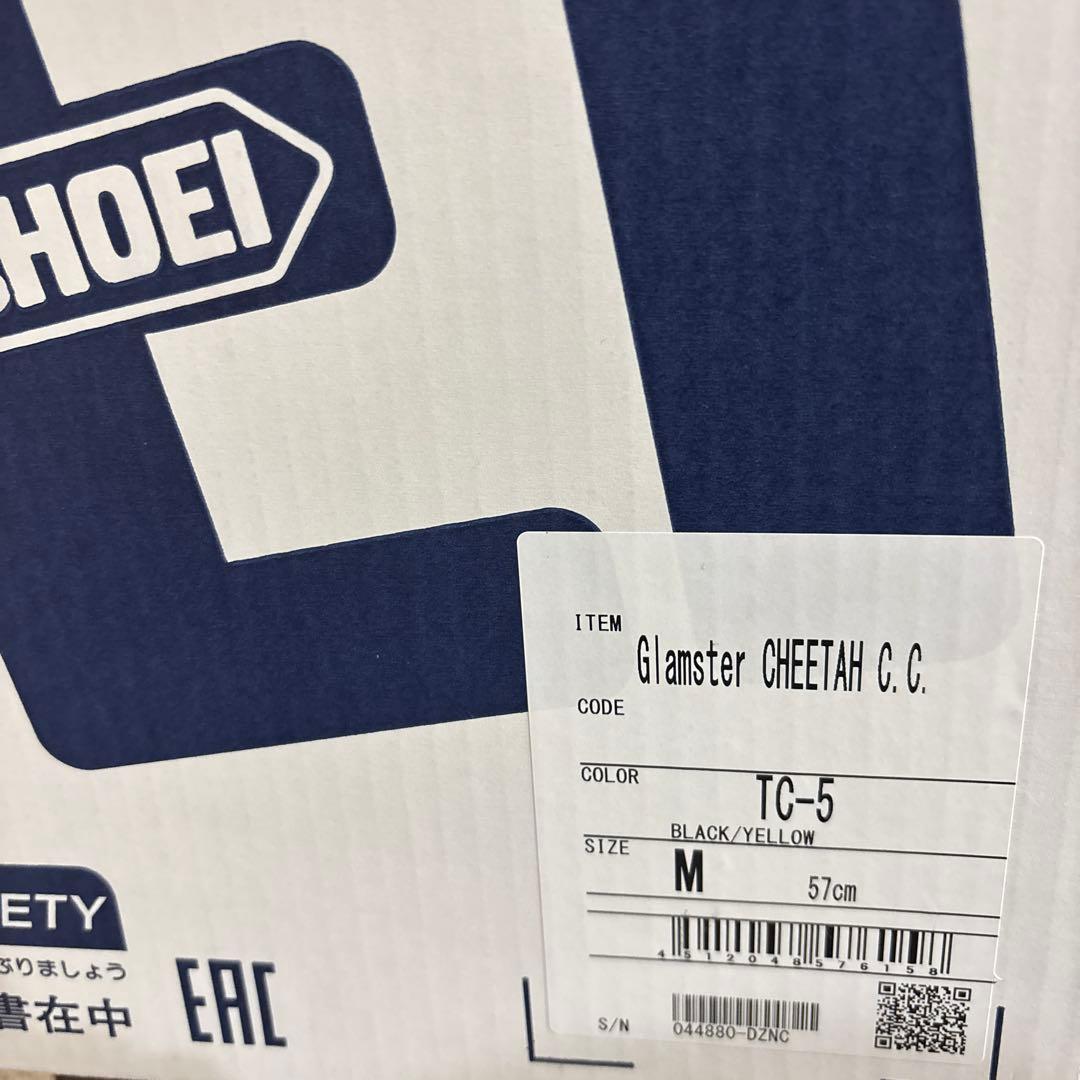 SHOEI
ITEM
Glamster CHEETAH C.C.
CODE
COLOR
TC-5
BLACK/YELLOW
SIZE
M 57cm
4512048576158
S/N
044880-DZNC
ETY
ぶりましょう
書在中
EAC